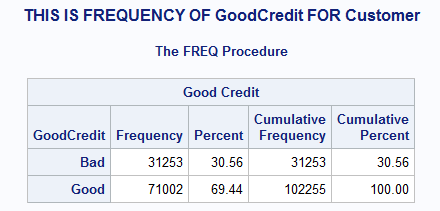 THIS IS FREQUENCY OF GoodCredit FOR Customer
The FREQ Procedure
Good Credit
GoodCredit Frequency Percent Cumulative Frequency Cumulative Percent
Bad 31253 30.56 31253 30.56
Good 71002 69.44 102255 100.00